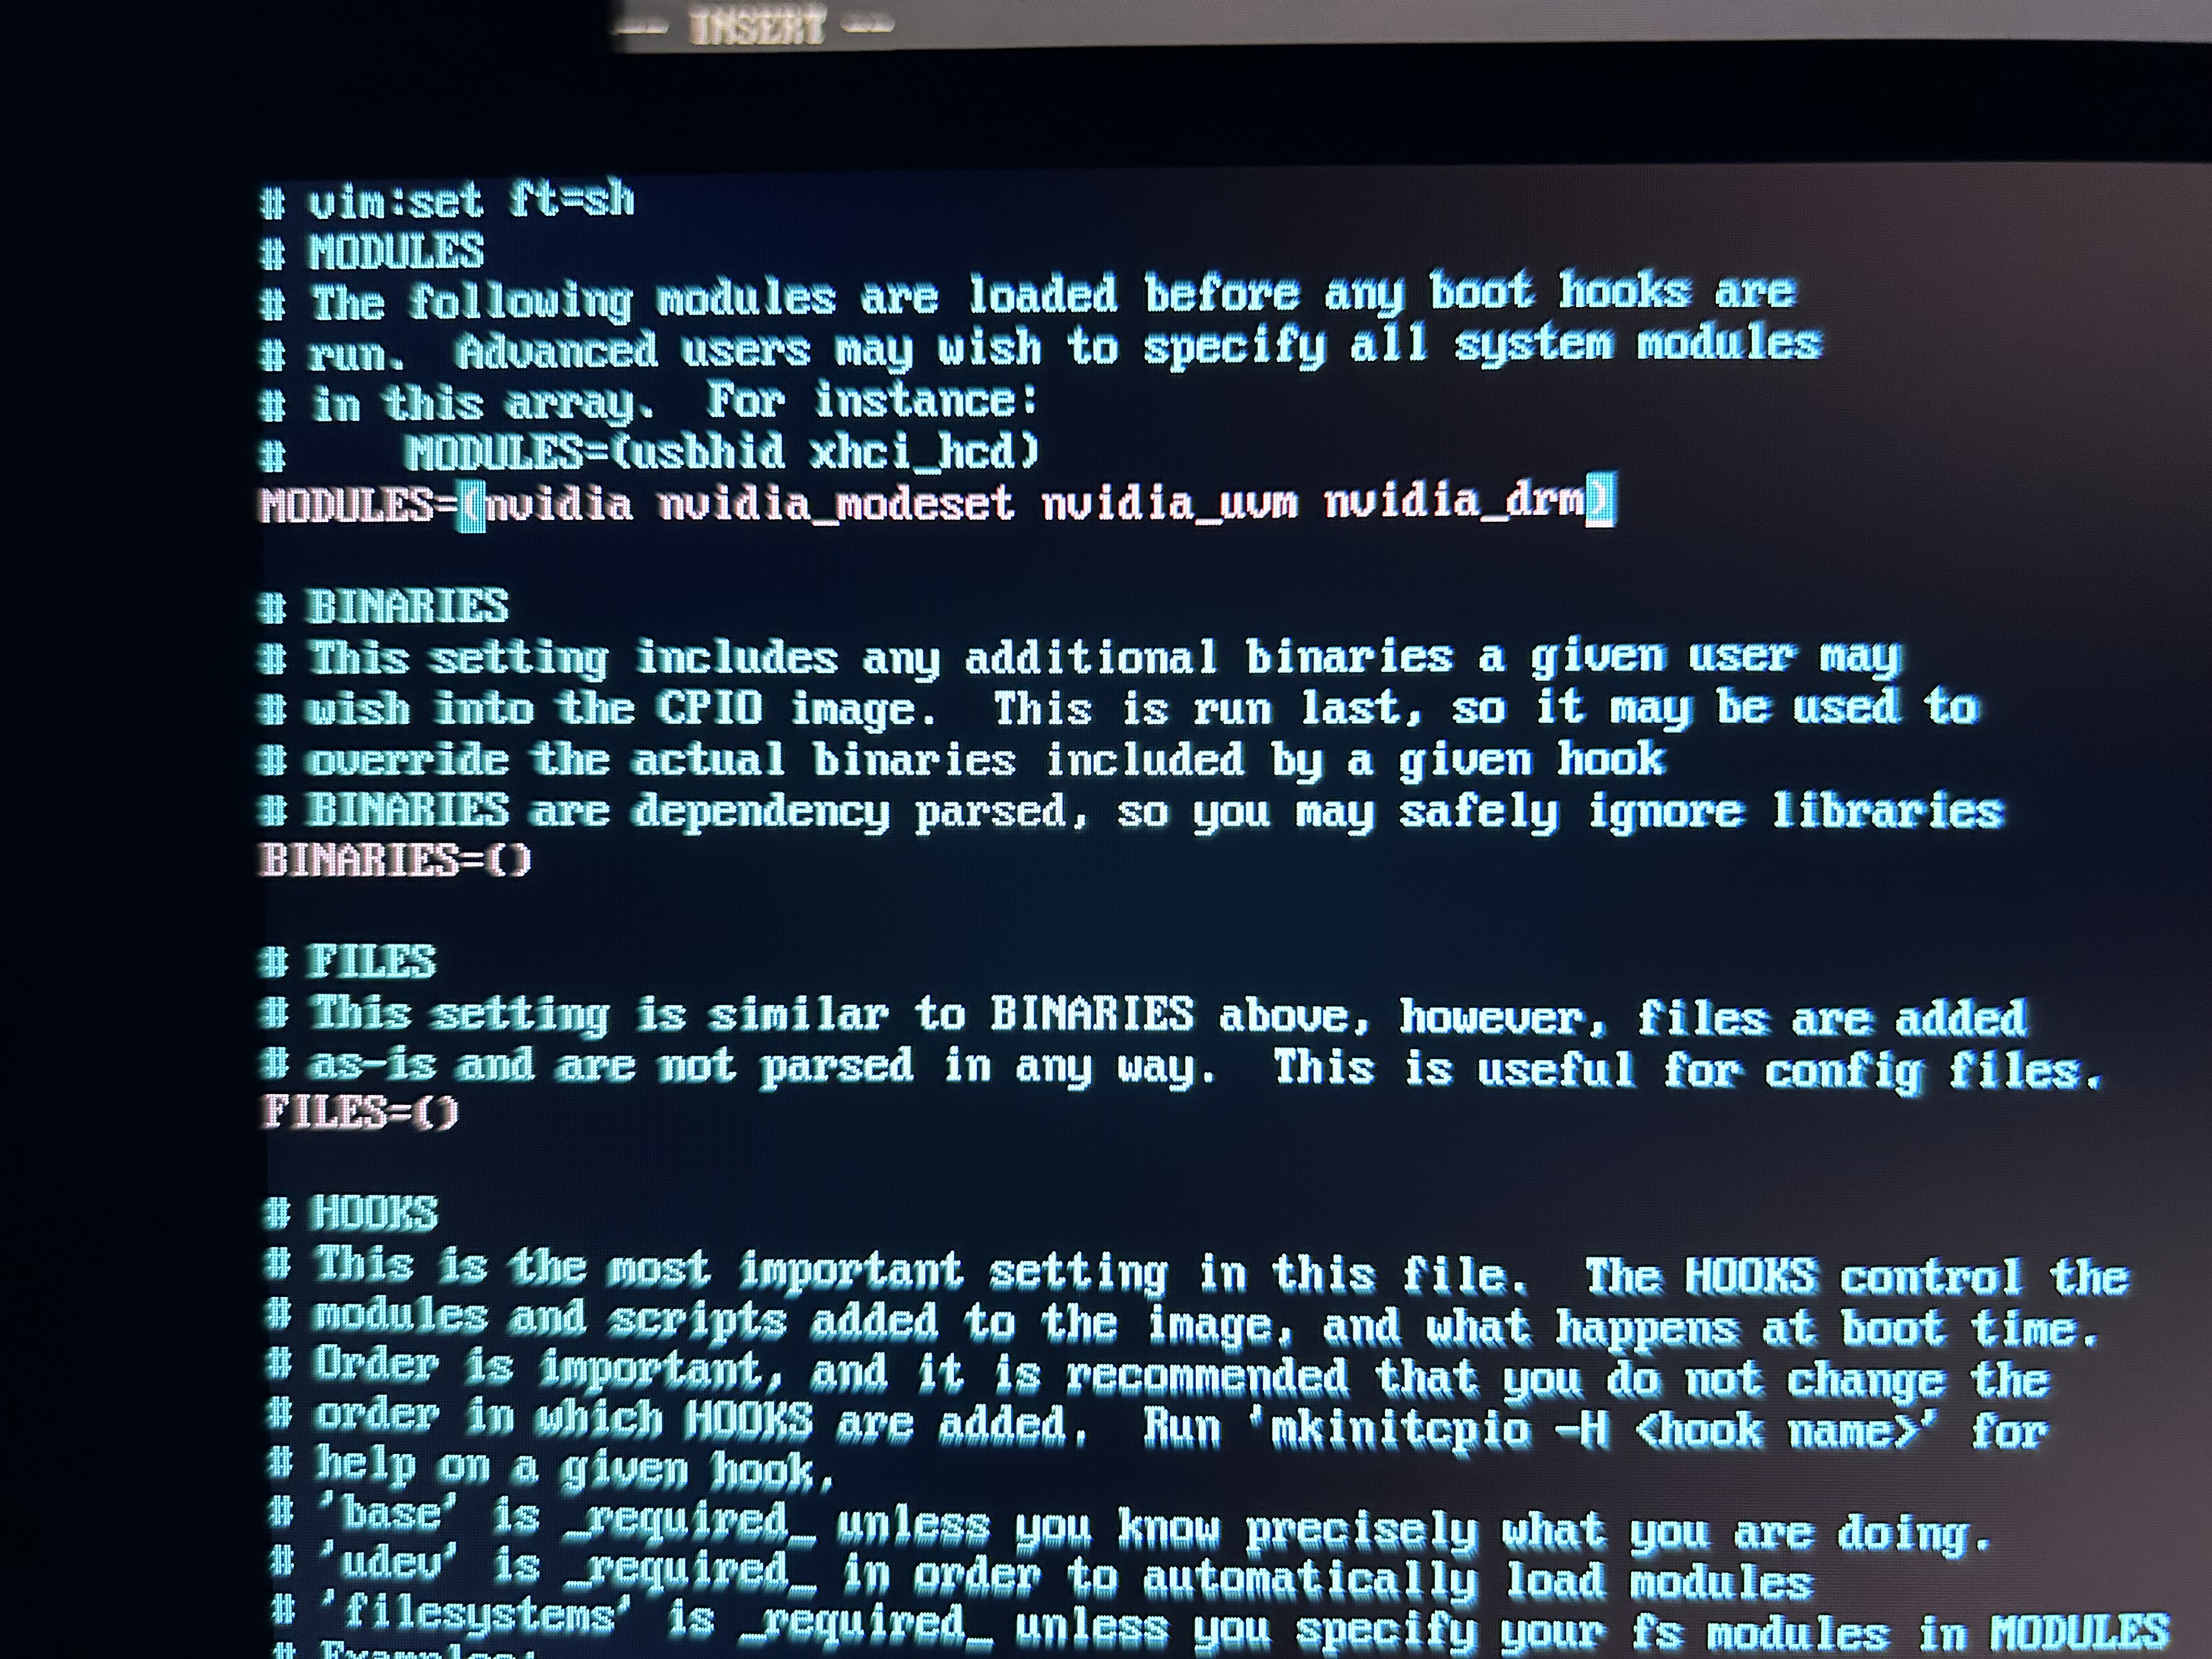 -- INSERT --
# vim:set ft=sh
# MODULES
# The following modules are loaded before any boot hooks are
# run.  Advanced users may wish to specify all system modules
# in this array.  For instance:
#     MODULES=(usbhid xhci_hcd)
MODULES=(nvidia nvidia_modeset nvidia_uvm nvidia_drm)

# BINARIES
# This setting includes any additional binaries a given user may
# wish into the CPIO image.  This is run last, so it may be used to
# override the actual binaries included by a given hook
# BINARIES are dependency parsed, so you may safely ignore libraries
BINARIES=()

# FILES
# This setting is similar to BINARIES above, however, files are added
# as-is and are not parsed in any way.  This is useful for config files.
FILES=()

# HOOKS
# This is the most important setting in this file.  The HOOKS control the
# modules and scripts added to the image, and what happens at boot time.
# Order is important, and it is recommended that you do not change the
# order in which HOOKS are added.  Run 'mkinitcpio -H <hook name>' for
# help on a given hook.
# 'base' is _required_ unless you know precisely what you are doing.
# 'udev' is _required_ in order to automatically load modules
# 'filesystems' is _required_ unless you specify your fs modules in MODULES
# Examples: